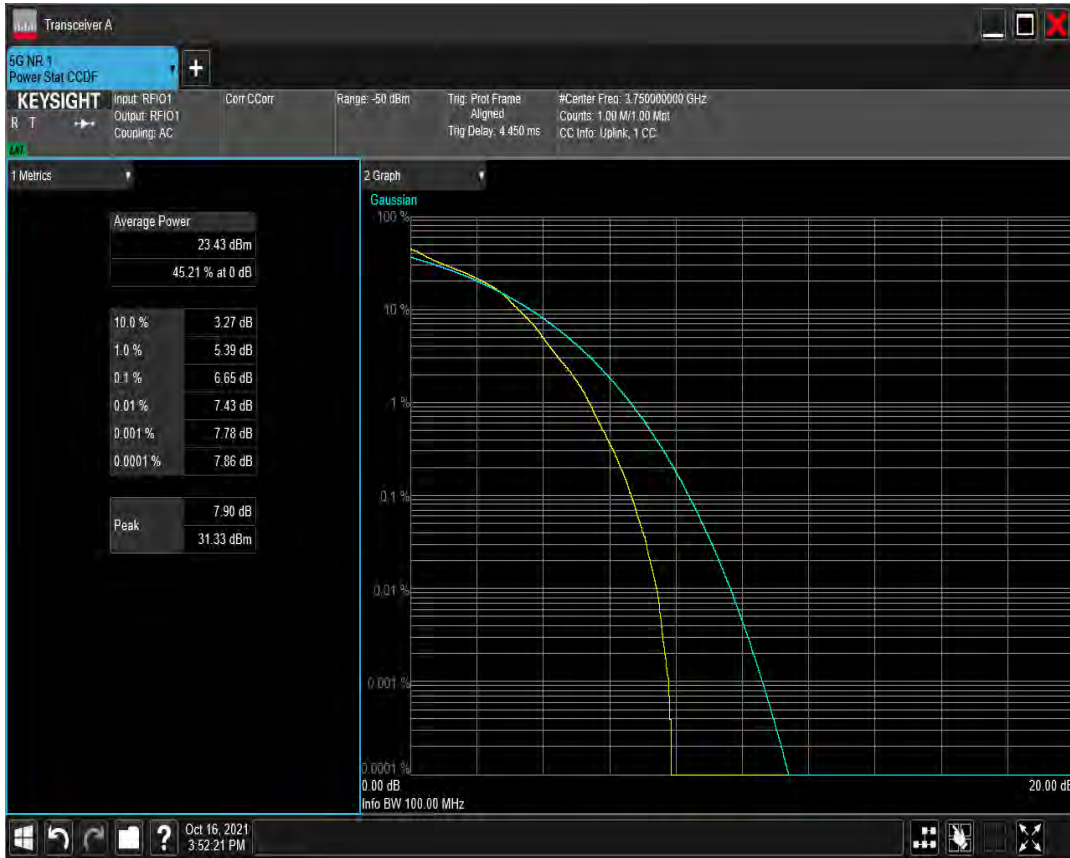 Transceiver A
5G NR 1
Power Stat CCDF
+
KEYSIGHT
R T
LXI
Input: RFIO1
Output: RFIO1
Coupling: AC
Corr CCorr
Range: -50 dBm
Trig: Prot Frame
Aligned
Trig Delay: 4.450 ms
#Center Freq: 3.750000000 GHz
Counts: 1.00 M/1.00 Mpt
CC Info: Uplink, 1 CC
1 Metrics
Average Power
23.43 dBm
45.21 % at 0 dB
10.0 % 3.27 dB
1.0 % 5.39 dB
0.1 % 6.65 dB
0.01 % 7.43 dB
0.001 % 7.78 dB
0.0001 % 7.86 dB
Peak
7.90 dB
31.33 dBm
2 Graph
Gaussian
100 %
10 %
1 %
0.1 %
0.01 %
0.001 %
0.0001 %
0.00 dB 20.00 dB
Info BW 100.00 MHz
?
Oct 16, 2021
3:52:21 PM